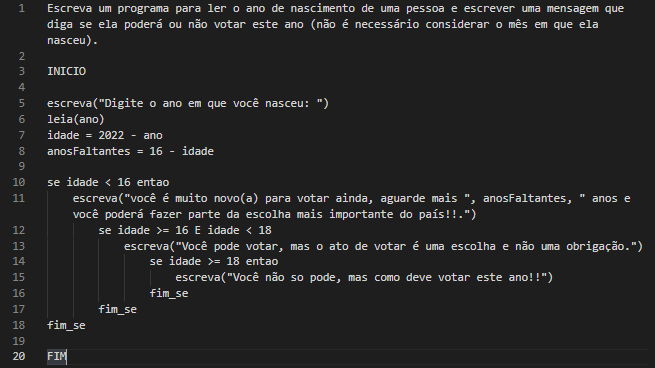 1 Escreva um programa para ler o ano de nascimento de uma pessoa e escrever uma mensagem que
diga se ela poderá ou não votar este ano (não é necessário considerar o mês em que ela
nasceu).
2
3 INICIO
4
5 escreva("Digite o ano em que você nasceu: ")
6 leia(ano)
7 idade = 2022 - ano
8 anosFaltantes = 16 - idade
9
10 se idade < 16 entao
11 escreva("você é muito novo(a) para votar ainda, aguarde mais ", anosFaltantes, " anos e
você poderá fazer parte da escolha mais importante do país!!.")
12 se idade >= 16 E idade < 18
13 escreva("Você pode votar, mas o ato de votar é uma escolha e não uma obrigação.")
14 se idade >= 18 entao
15 escreva("Você não so pode, mas como deve votar este ano!!")
16 fim_se
17 fim_se
18 fim_se
19
20 FIM